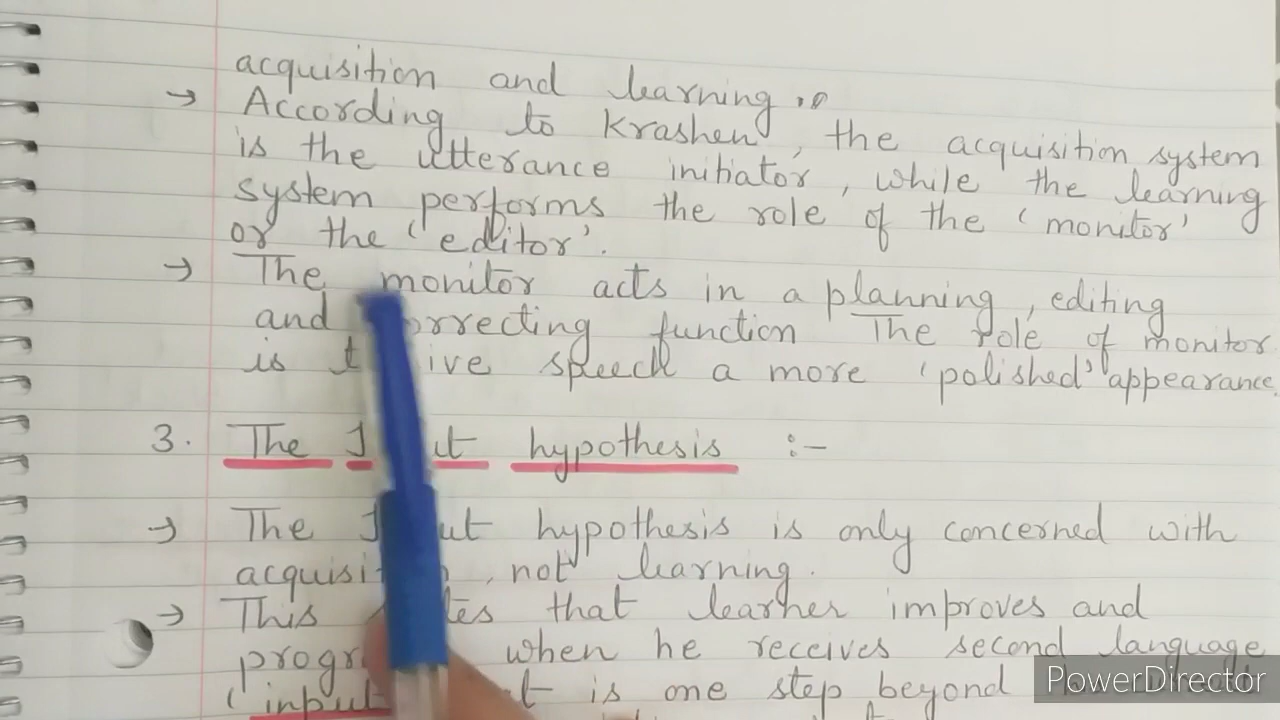 acquisition and learning.
→ According to Krashen, the acquisition system
is the utterance initiator, while the learning
system performs the role of the 'monitor'
or the 'editor'.
→ The monitor acts in a planning, editing
and correcting function The role of monitor
is ive speech a more 'polished' appearance.
3. The hypothesis :-
→ The hypothesis is only concerned with
acquisi , not learning.
→ This that learner improves and
when he receives second language
'input is one step beyond
PowerDirector